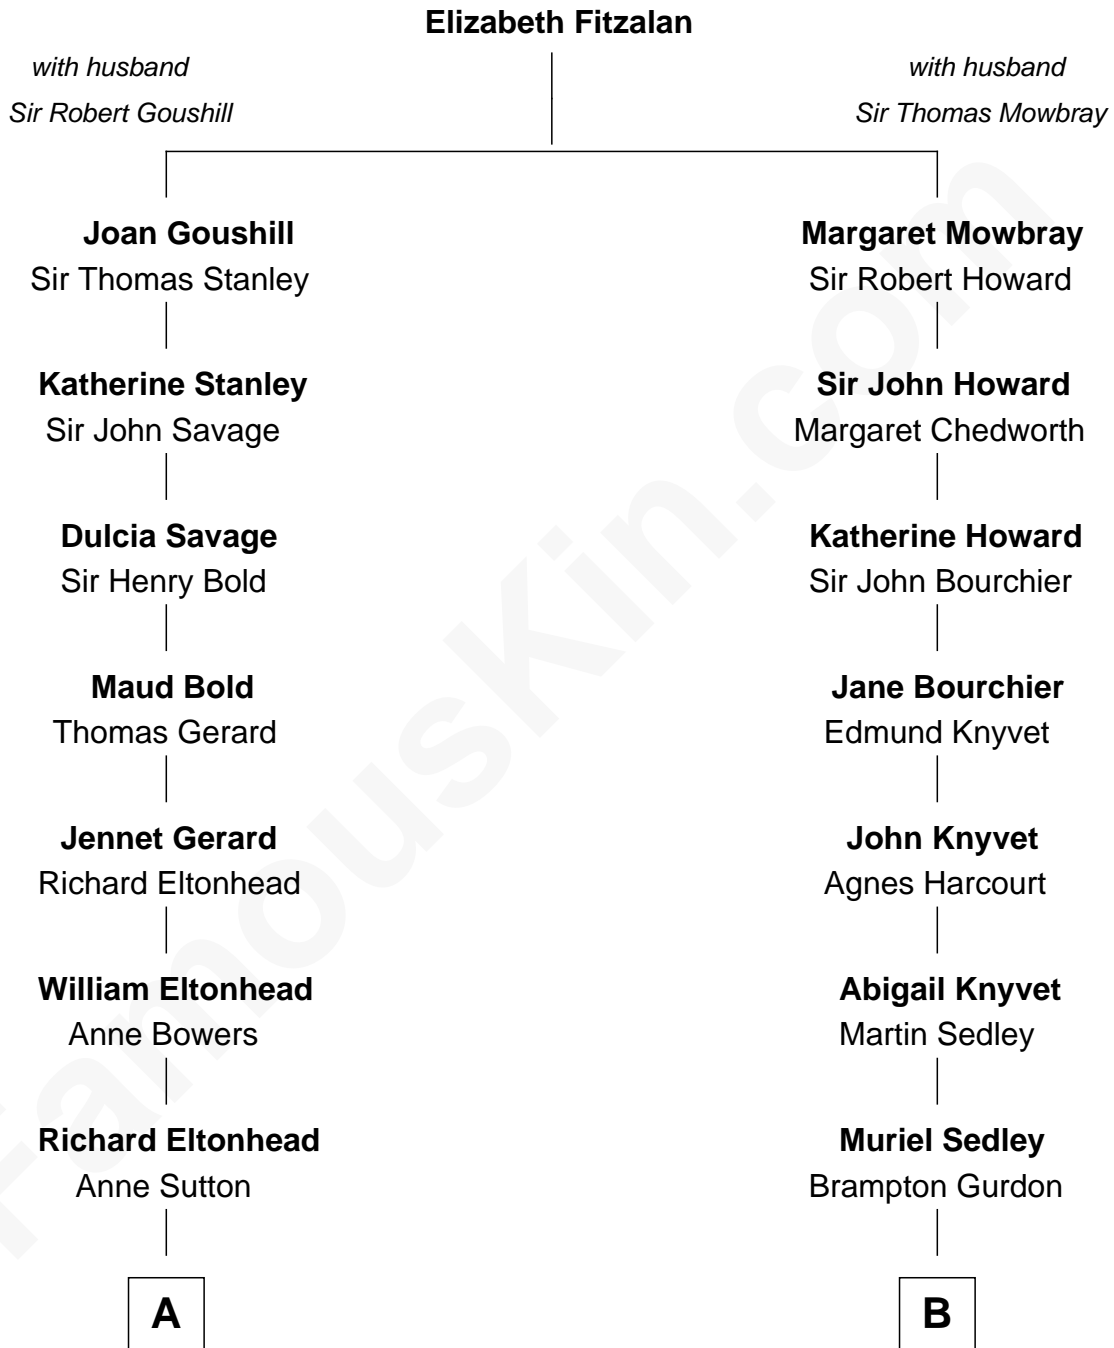 Elizabeth Fitzalan
with husband
Sir Robert Goushill
with husband
Sir Thomas Mowbray
Joan Goushill
Sir Thomas Stanley
Margaret Mowbray
Sir Robert Howard
Katherine Stanley
Sir John Savage
Sir John Howard
Margaret Chedworth
Dulcia Savage
Sir Henry Bold
Katherine Howard
Sir John Bourchier
Maud Bold
Thomas Gerard
Jane Bourchier
Edmund Knyvet
Jennet Gerard
Richard Eltonhead
John Knyvet
Agnes Harcourt
William Eltonhead
Anne Bowers
Abigail Knyvet
Martin Sedley
Richard Eltonhead
Anne Sutton
Muriel Sedley
Brampton Gurdon
A
B
FamousKin.com